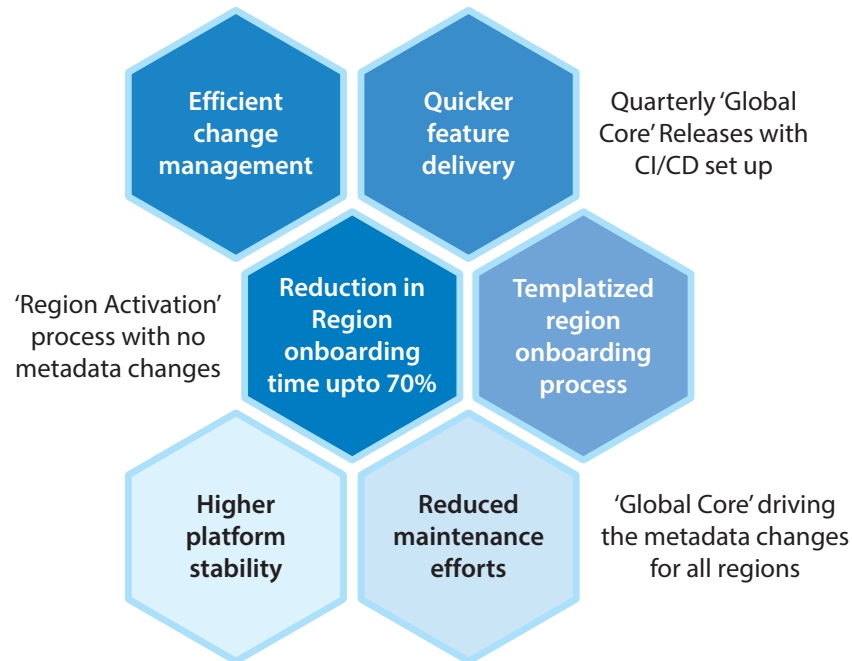 Efficient
change
management
Quicker
feature
delivery
Quarterly ‘Global
Core’ Releases with
CI/CD set up
‘Region Activation’
process with no
metadata changes
Reduction in
Region
onboarding
time upto 70%
Templatized
region
onboarding
process
Higher
platform
stability
Reduced
maintenance
efforts
‘Global Core’ driving
the metadata changes
for all regions